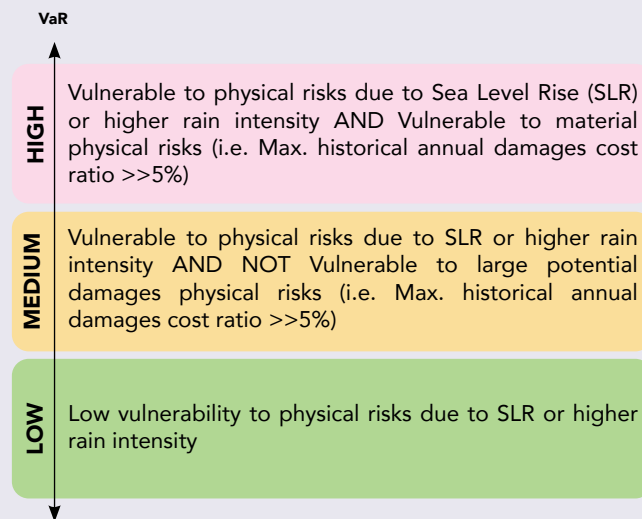 VaR
HIGH
Vulnerable to physical risks due to Sea Level Rise (SLR)
or higher rain intensity AND Vulnerable to material
physical risks (i.e. Max. historical annual damages cost
ratio >>5%)
MEDIUM
Vulnerable to physical risks due to SLR or higher rain
intensity AND NOT Vulnerable to large potential
damages physical risks (i.e. Max. historical annual
damages cost ratio >>5%)
LOW
Low vulnerability to physical risks due to SLR or higher
rain intensity